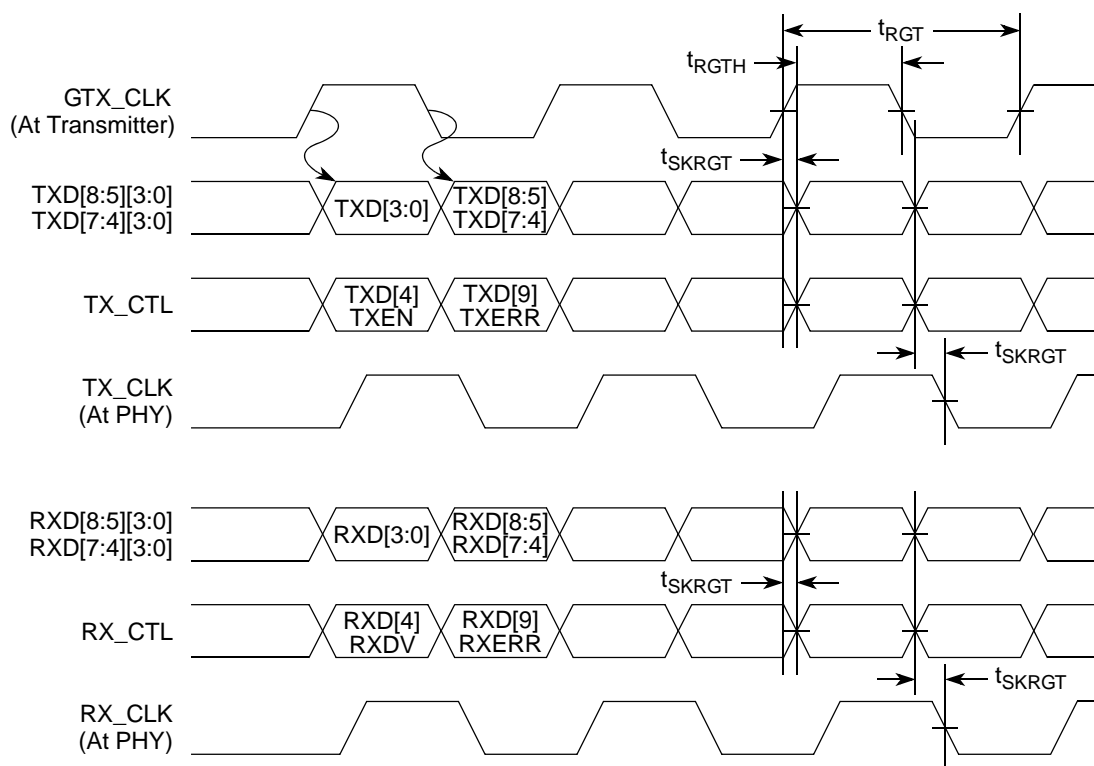 tRGT
tRGTH
GTX_CLK
(At Transmitter)
tSKRGT
TXD[8:5][3:0]
TXD[7:4][3:0]
TXD[3:0]
TXD[8:5]
TXD[7:4]
TX_CTL
TXD[4]
TXEN
TXD[9]
TXERR
tSKRGT
TX_CLK
(At PHY)
RXD[8:5][3:0]
RXD[7:4][3:0]
RXD[3:0]
RXD[8:5]
RXD[7:4]
tSKRGT
RX_CTL
RXD[4]
RXDV
RXD[9]
RXERR
tSKRGT
RX_CLK
(At PHY)